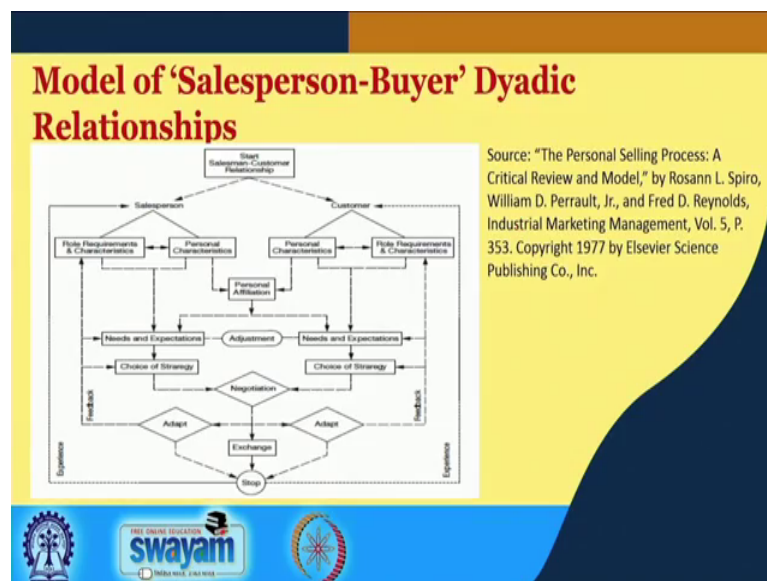 Model of ‘Salesperson-Buyer’ Dyadic
Relationships
Start
Salesman-Customer
Relationship
Salesperson
Customer
Role Requirements
& Characteristics
Personal
Characteristics
Personal
Characteristics
Role Requirements
& Characteristics
Personal
Affiliation
Needs and Expectations
Adjustment
Needs and Expectations
Choice of Straregy
Choice of Straregy
Negotiation
Feedback
Feedback
Adapt
Adapt
Exchange
Experience
Experience
Stop
Source: “The Personal Selling Process: A
Critical Review and Model,” by Rosann L. Spiro,
William D. Perrault, Jr., and Fred D. Reynolds,
Industrial Marketing Management, Vol. 5, P.
353. Copyright 1977 by Elsevier Science
Publishing Co., Inc.
FREE ONLINE EDUCATION
swayam